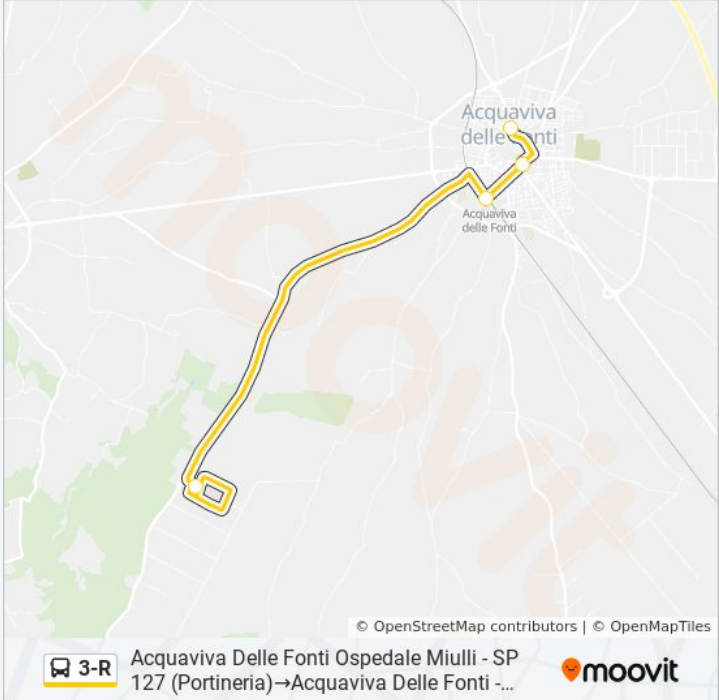 Acquaviva
delle Fonti
Acquaviva
delle Fonti
moovit
© OpenStreetMap contributors | © OpenMapTiles
3-R
Acquaviva Delle Fonti Ospedale Miulli - SP
127 (Portineria)→Acquaviva Delle Fonti -...
moovit